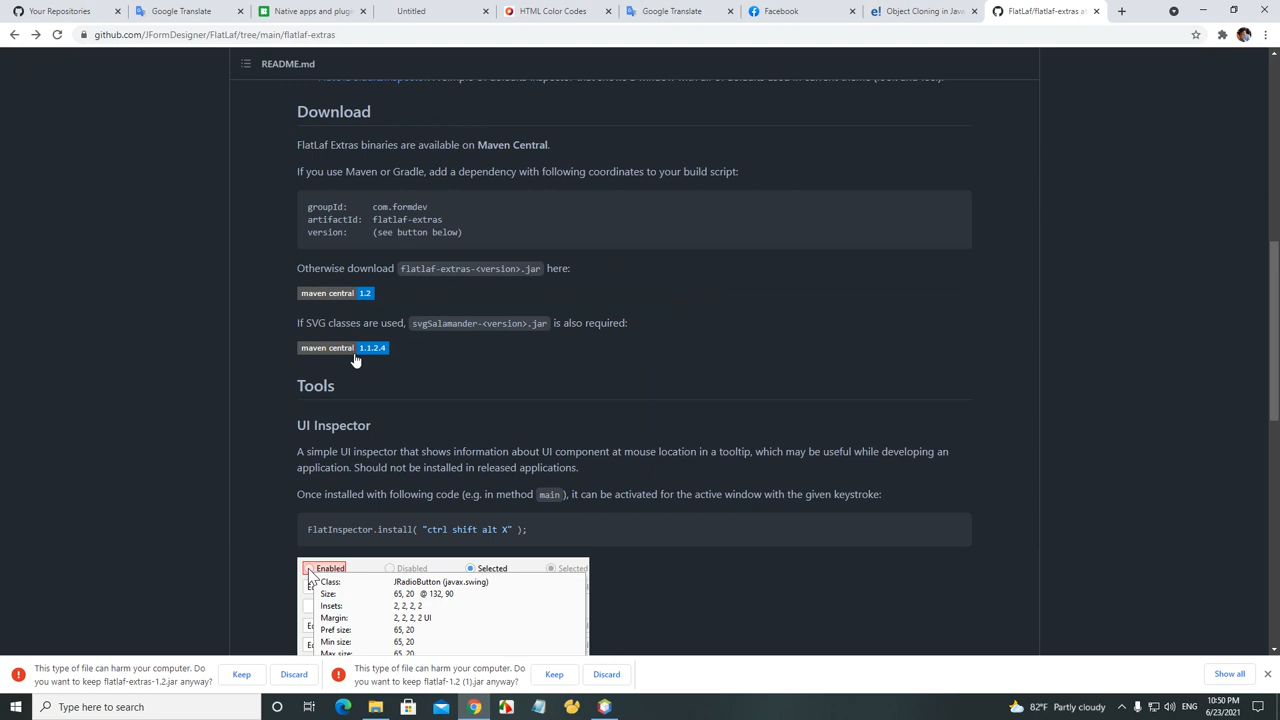 Your Repositories
Google Translate
Native apps and plugi
Untitled
HTML Color Codes
Google Translate
Facebook
Object Cloning in Java
FlatLaf/flatlaf-extras at
github.com/JFormDesigner/FlatLaf/tree/main/flatlaf-extras
README.md
Download
FlatLaf Extras binaries are available on Maven Central.
If you use Maven or Gradle, add a dependency with following coordinates to your build script:
groupId: com.formdev
artifactId: flatlaf-extras
version: (see button below)
Otherwise download flatlaf-extras-<version>.jar here:
maven central 1.2
If SVG classes are used, svgSalamander-<version>.jar is also required:
maven central 1.1.2.4
Tools
UI Inspector
A simple UI inspector that shows information about UI component at mouse location in a tooltip, which may be useful while developing an
application. Should not be installed in released applications.
Once installed with following code (e.g. in method main), it can be activated for the active window with the given keystroke:
FlatInspector.install( "ctrl shift alt X" );
Enabled Disabled Selected Selected
Class: JRadioButton (javax.swing)
Size: 65, 20 @ 132, 90
Insets: 2, 2, 2, 2
Margin: 2, 2, 2, 2 UI
Pref size: 65, 20
Min size: 65, 20
Max size: 65, 20
This type of file can harm your computer. Do
you want to keep flatlaf-extras-1.2.jar anyway?
Keep
Discard
This type of file can harm your computer. Do
you want to keep flatlaf-1.2 (1).jar anyway?
Keep
Discard
Show all
Type here to search
82°F Partly cloudy
10:50 PM
6/23/2021